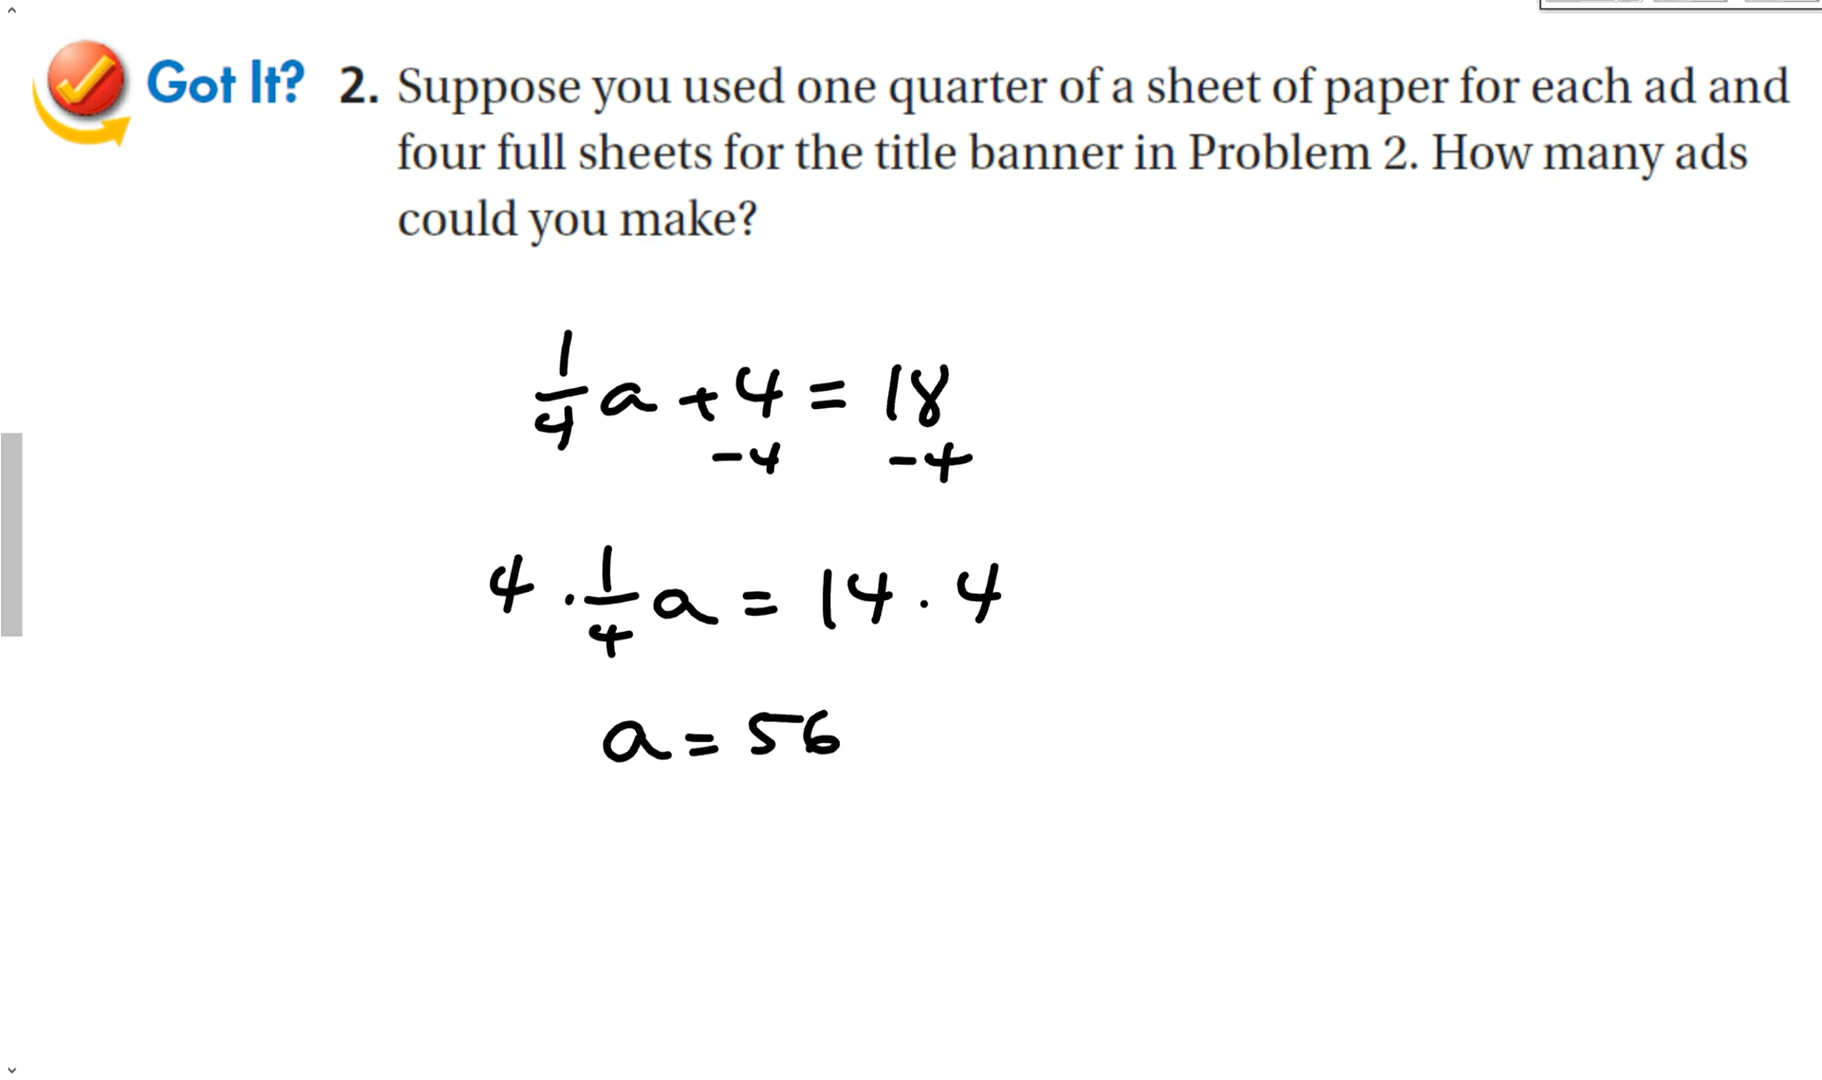 Got It? 2. Suppose you used one quarter of a sheet of paper for each ad and
four full sheets for the title banner in Problem 2. How many ads
could you make?
1/4 a + 4 = 18
-4 -4
4 · 1/4 a = 14 · 4
a = 56